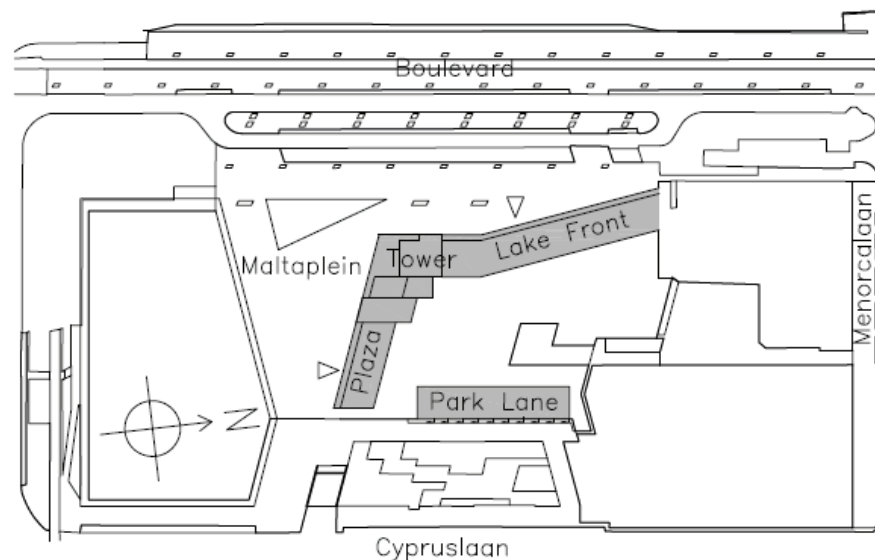 Boulevard
Lake Front
Tower
Maltaplein
Menorcalaan
Plaza
Park Lane
N
Cypruslaan